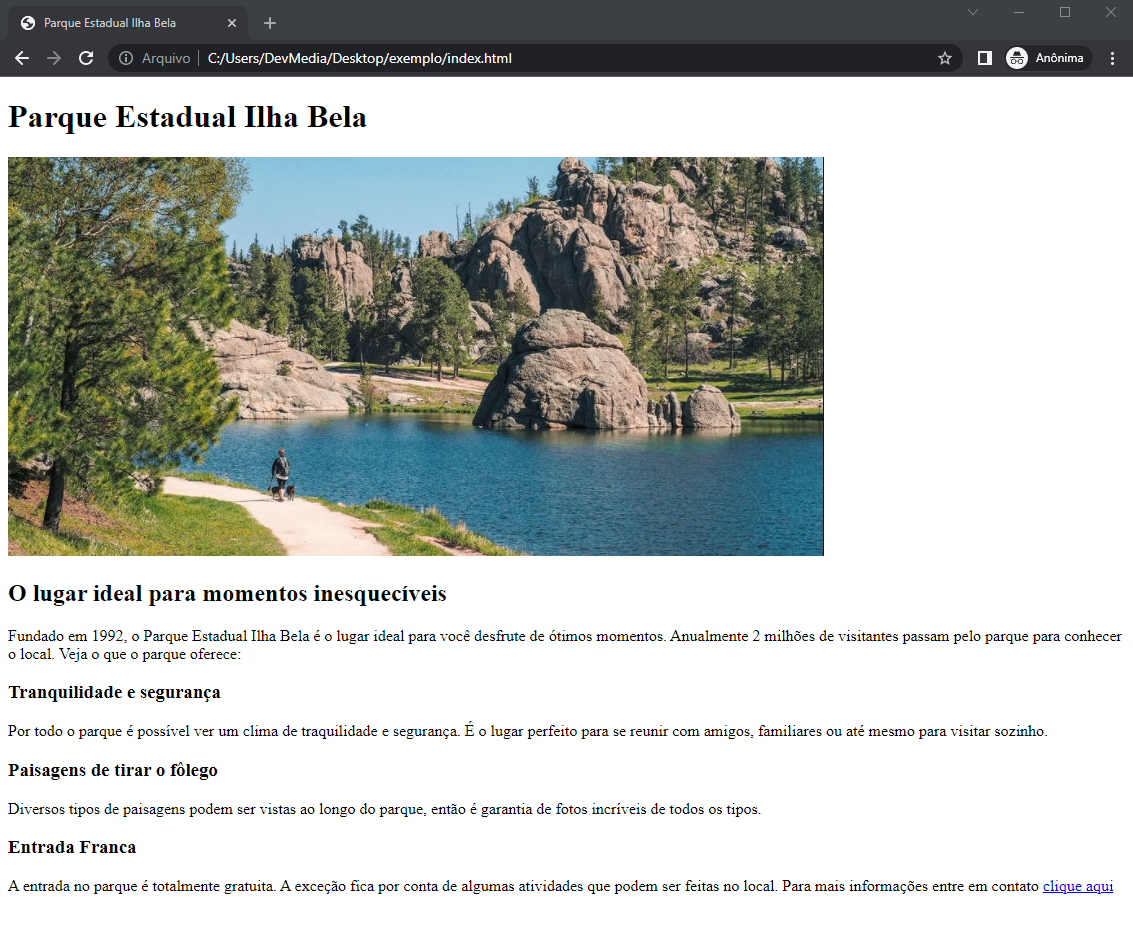 Parque Estadual Ilha Bela
Arquivo | C:/Users/DevMedia/Desktop/exemplo/index.html
Anônima
Parque Estadual Ilha Bela
O lugar ideal para momentos inesquecíveis
Fundado em 1992, o Parque Estadual Ilha Bela é o lugar ideal para você desfrute de ótimos momentos. Anualmente 2 milhões de visitantes passam pelo parque para conhecer
o local. Veja o que o parque oferece:
Tranquilidade e segurança
Por todo o parque é possível ver um clima de traquilidade e segurança. É o lugar perfeito para se reunir com amigos, familiares ou até mesmo para visitar sozinho.
Paisagens de tirar o fôlego
Diversos tipos de paisagens podem ser vistas ao longo do parque, então é garantia de fotos incríveis de todos os tipos.
Entrada Franca
A entrada no parque é totalmente gratuita. A exceção fica por conta de algumas atividades que podem ser feitas no local. Para mais informações entre em contato clique aqui